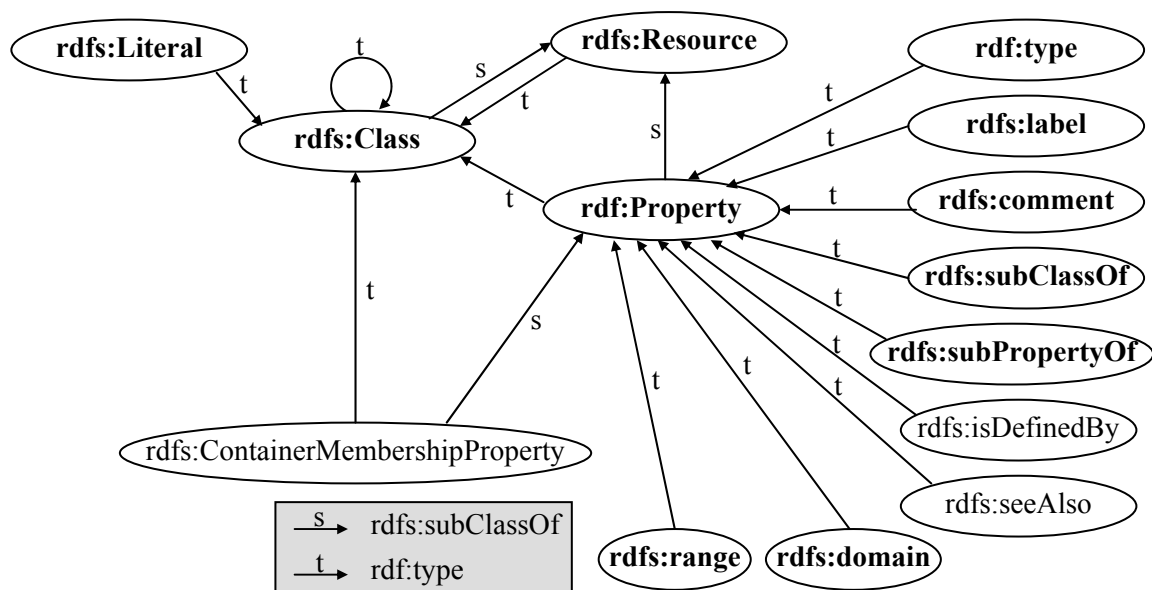 rdfs:Literal
t
t
s
rdfs:Resource
t
rdf:type
t
rdfs:label
t
rdfs:Class
s
t
rdf:Property
t
rdfs:comment
t
rdfs:subClassOf
t
rdfs:subPropertyOf
t
s
t
t
t
t
rdfs:isDefinedBy
rdfs:ContainerMembershipProperty
rdfs:seeAlso
s rdfs:subClassOf
t rdf:type
rdfs:range
rdfs:domain